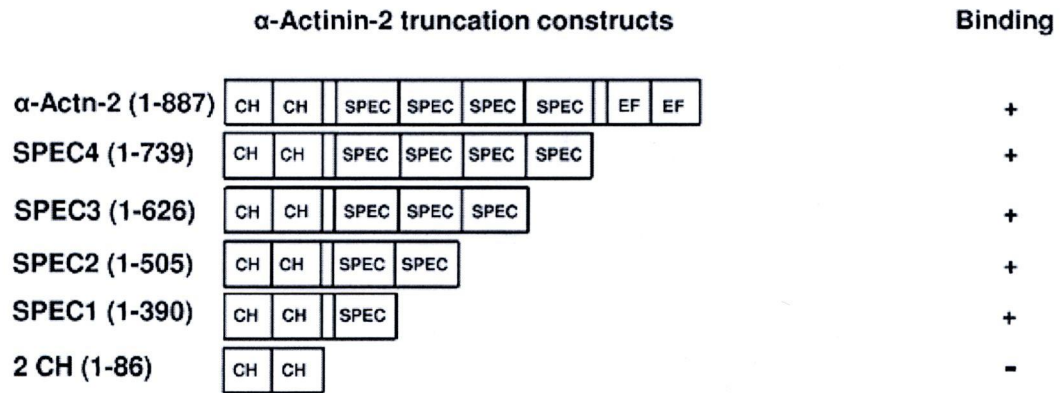 α-Actinin-2 truncation constructs Binding
α-Actn-2 (1-887) CH CH SPEC SPEC SPEC SPEC EF EF +
SPEC4 (1-739) CH CH SPEC SPEC SPEC SPEC +
SPEC3 (1-626) CH CH SPEC SPEC SPEC +
SPEC2 (1-505) CH CH SPEC SPEC +
SPEC1 (1-390) CH CH SPEC +
2 CH (1-86) CH CH -